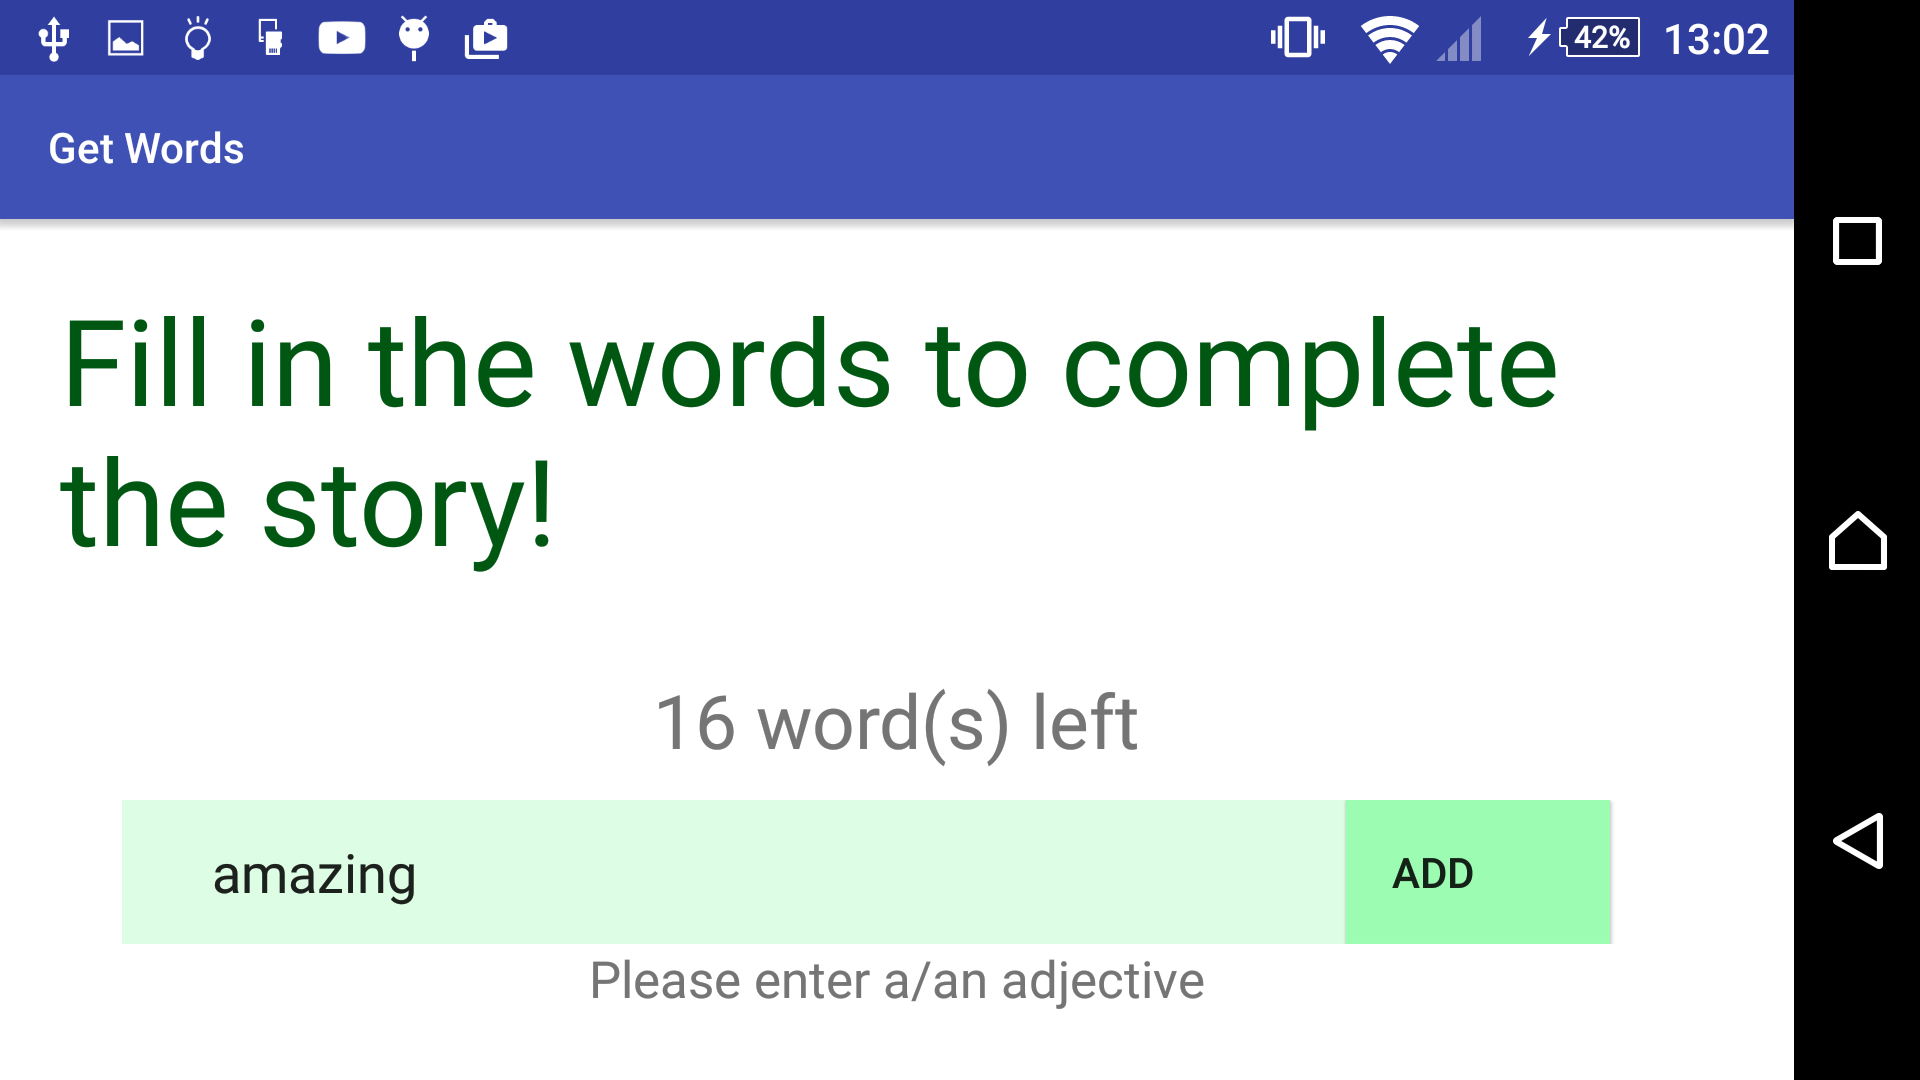 42% 13:02
Get Words
Fill in the words to complete
the story!
16 word(s) left
amazing
ADD
Please enter a/an adjective